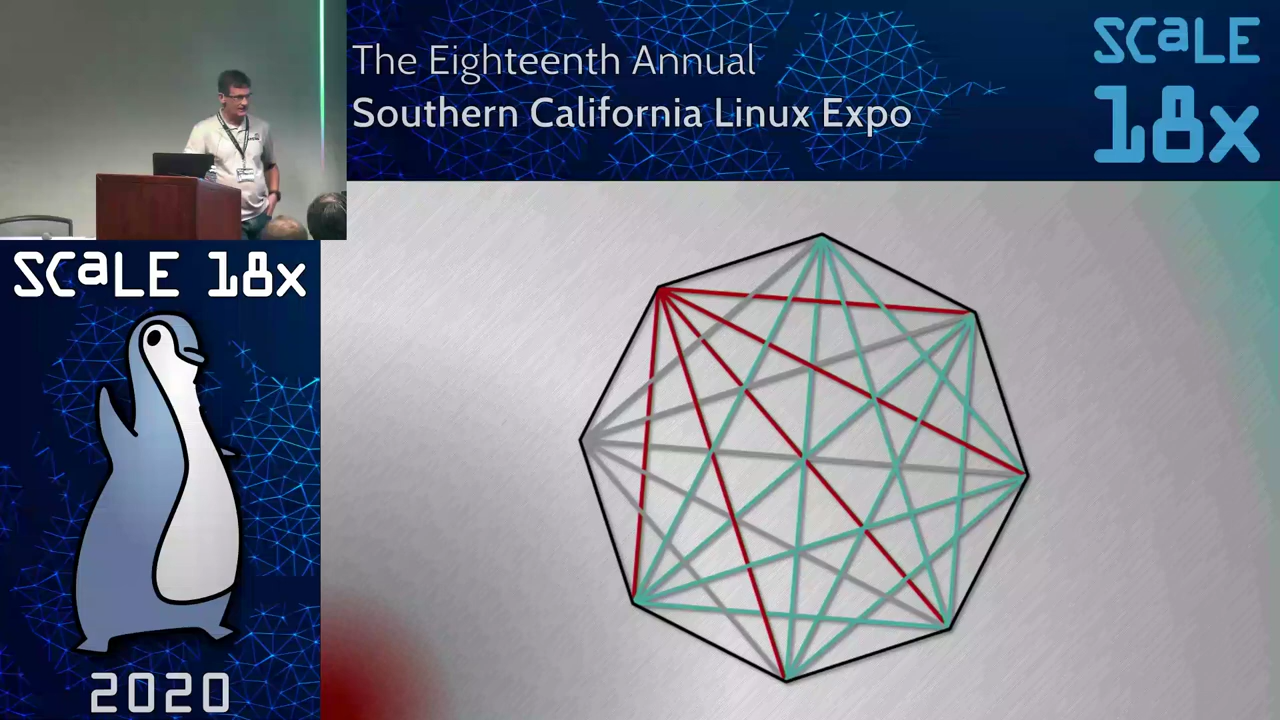 The Eighteenth Annual
Southern California Linux Expo
SCaLE
18x
SCaLE 18x
2020